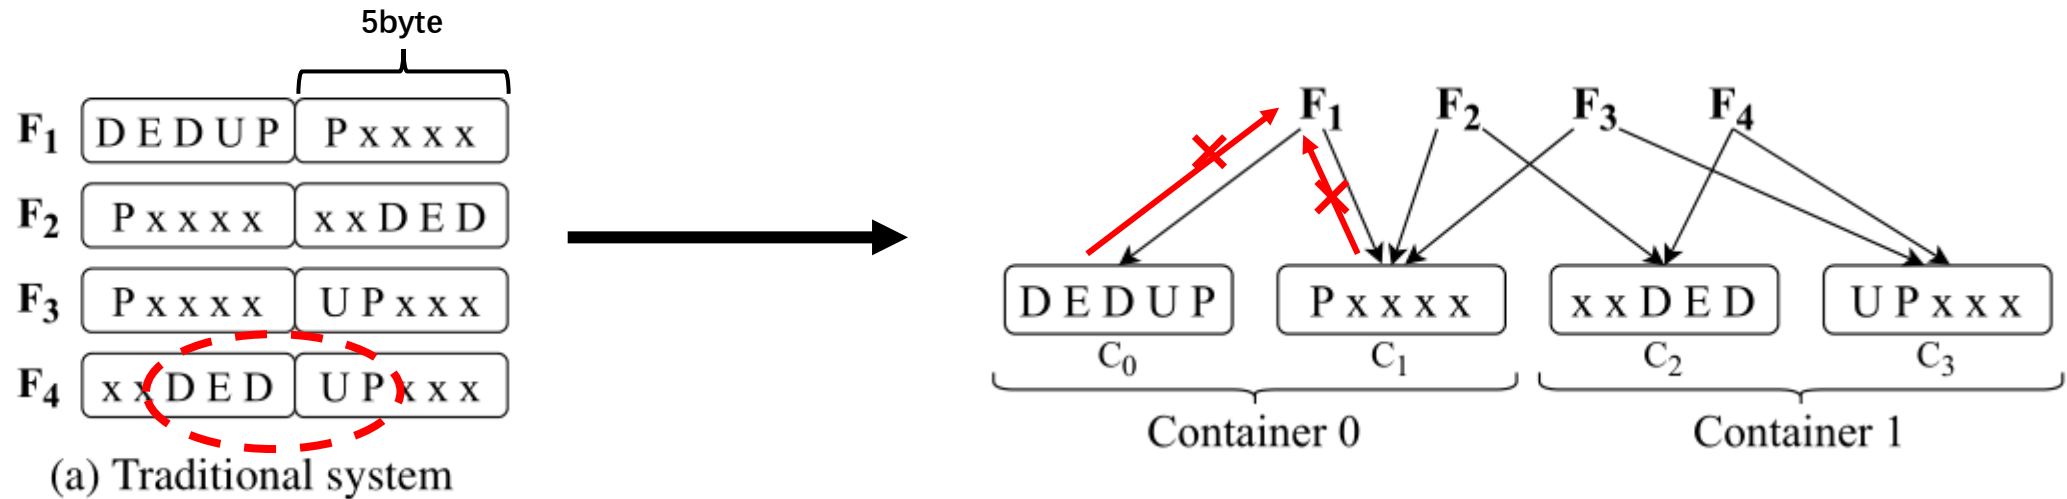 5byte
F1 D E D U P P x x x x
F2 P x x x x x x D E D
F3 P x x x x U P x x x
F4 x x D E D U P x x x
(a) Traditional system
F1 F2 F3 F4
D E D U P P x x x x x x D E D U P x x x
C0 C1 C2 C3
Container 0 Container 1